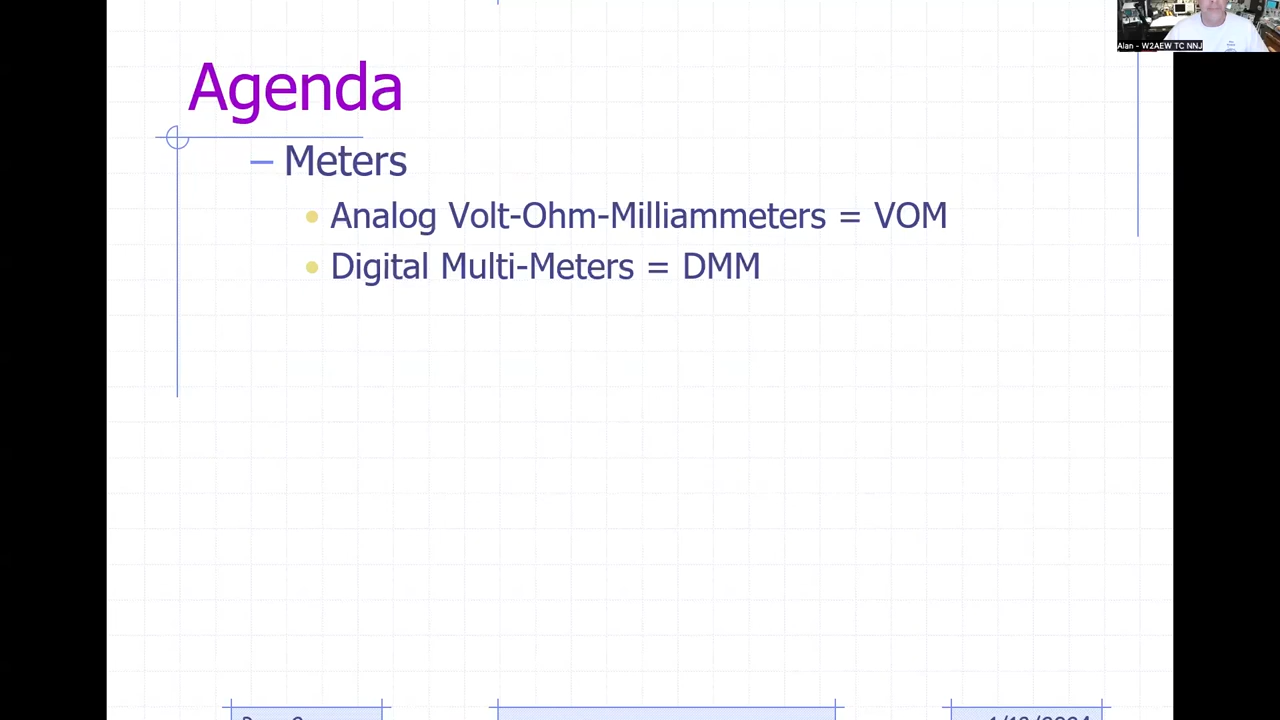 Alan - W2AEW TC NNJ
Agenda
– Meters
• Analog Volt-Ohm-Milliammeters = VOM
• Digital Multi-Meters = DMM